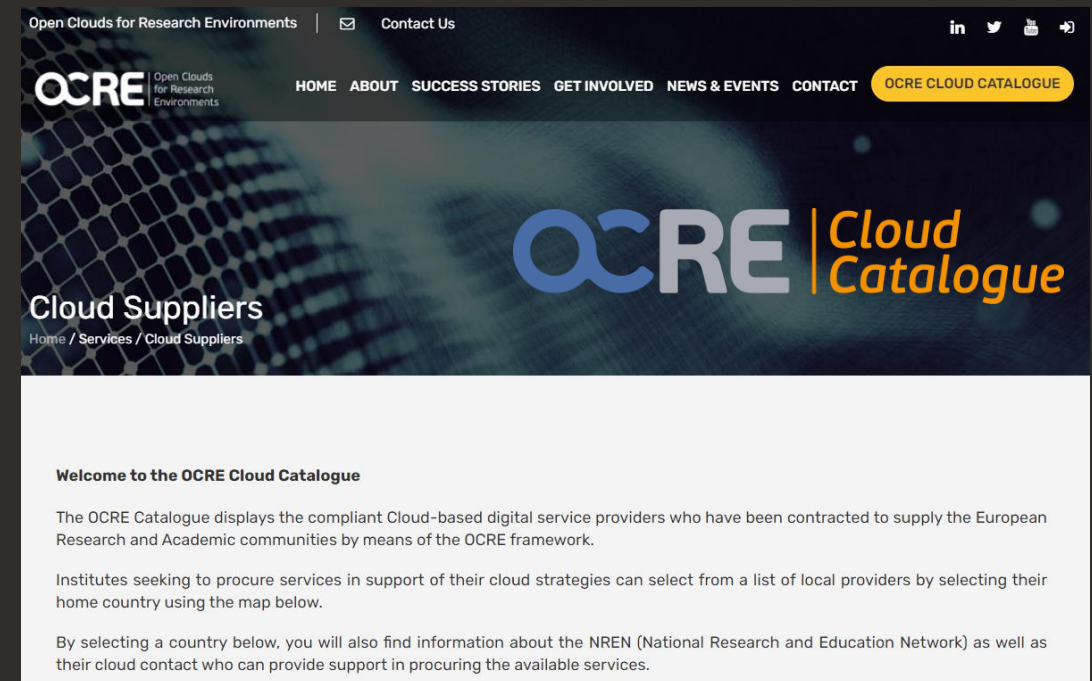 Open Clouds for Research Environments
Contact Us
in
You
Tube
OCRE
Open Clouds
for Research
Environments
HOME ABOUT SUCCESS STORIES GET INVOLVED NEWS & EVENTS CONTACT OCRE CLOUD CATALOGUE
OCRE
Cloud
Catalogue
Cloud Suppliers
Home / Services / Cloud Suppliers
Welcome to the OCRE Cloud Catalogue
The OCRE Catalogue displays the compliant Cloud-based digital service providers who have been contracted to supply the European
Research and Academic communities by means of the OCRE framework.
Institutes seeking to procure services in support of their cloud strategies can select from a list of local providers by selecting their
home country using the map below.
By selecting a country below, you will also find information about the NREN (National Research and Education Network) as well as
their cloud contact who can provide support in procuring the available services.